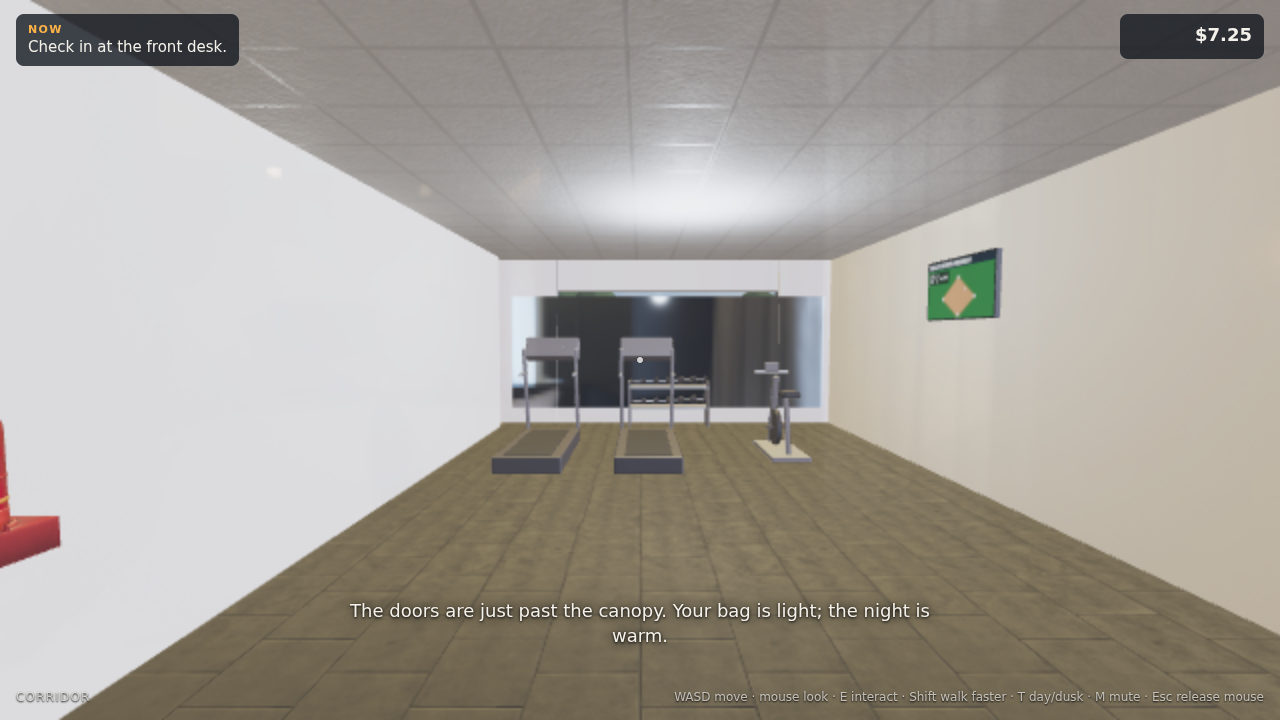 NOW
Check in at the front desk.
$7.25
The doors are just past the canopy. Your bag is light; the night is
warm.
CORRIDOR
WASD move · mouse look · E interact · Shift walk faster · T day/dusk · M mute · Esc release mouse